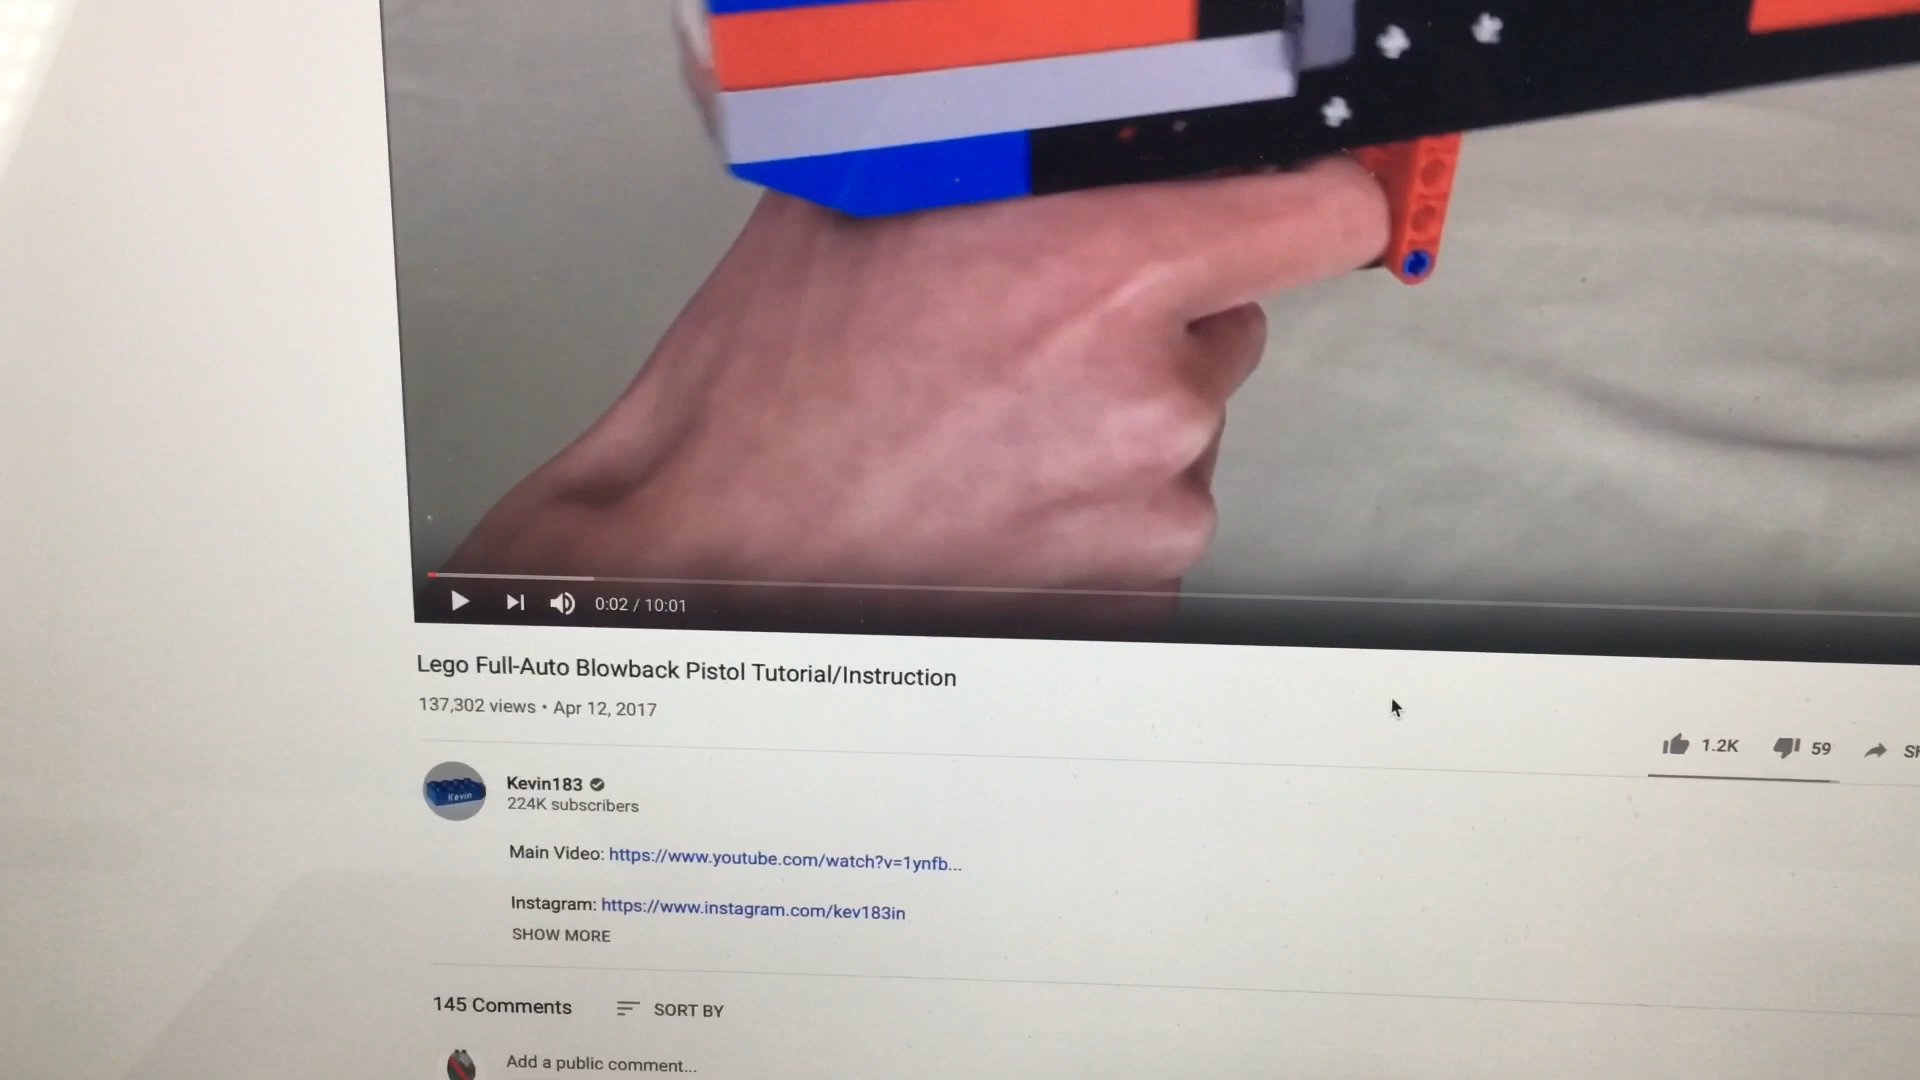 0:02 / 10:01
Lego Full-Auto Blowback Pistol Tutorial/Instruction
137,302 views • Apr 12, 2017
1.2K 59 SH
Kevin
Kevin183
224K subscribers
Main Video: https://www.youtube.com/watch?v=1ynfb...
Instagram: https://www.instagram.com/kev183in
SHOW MORE
145 Comments SORT BY
Add a public comment...